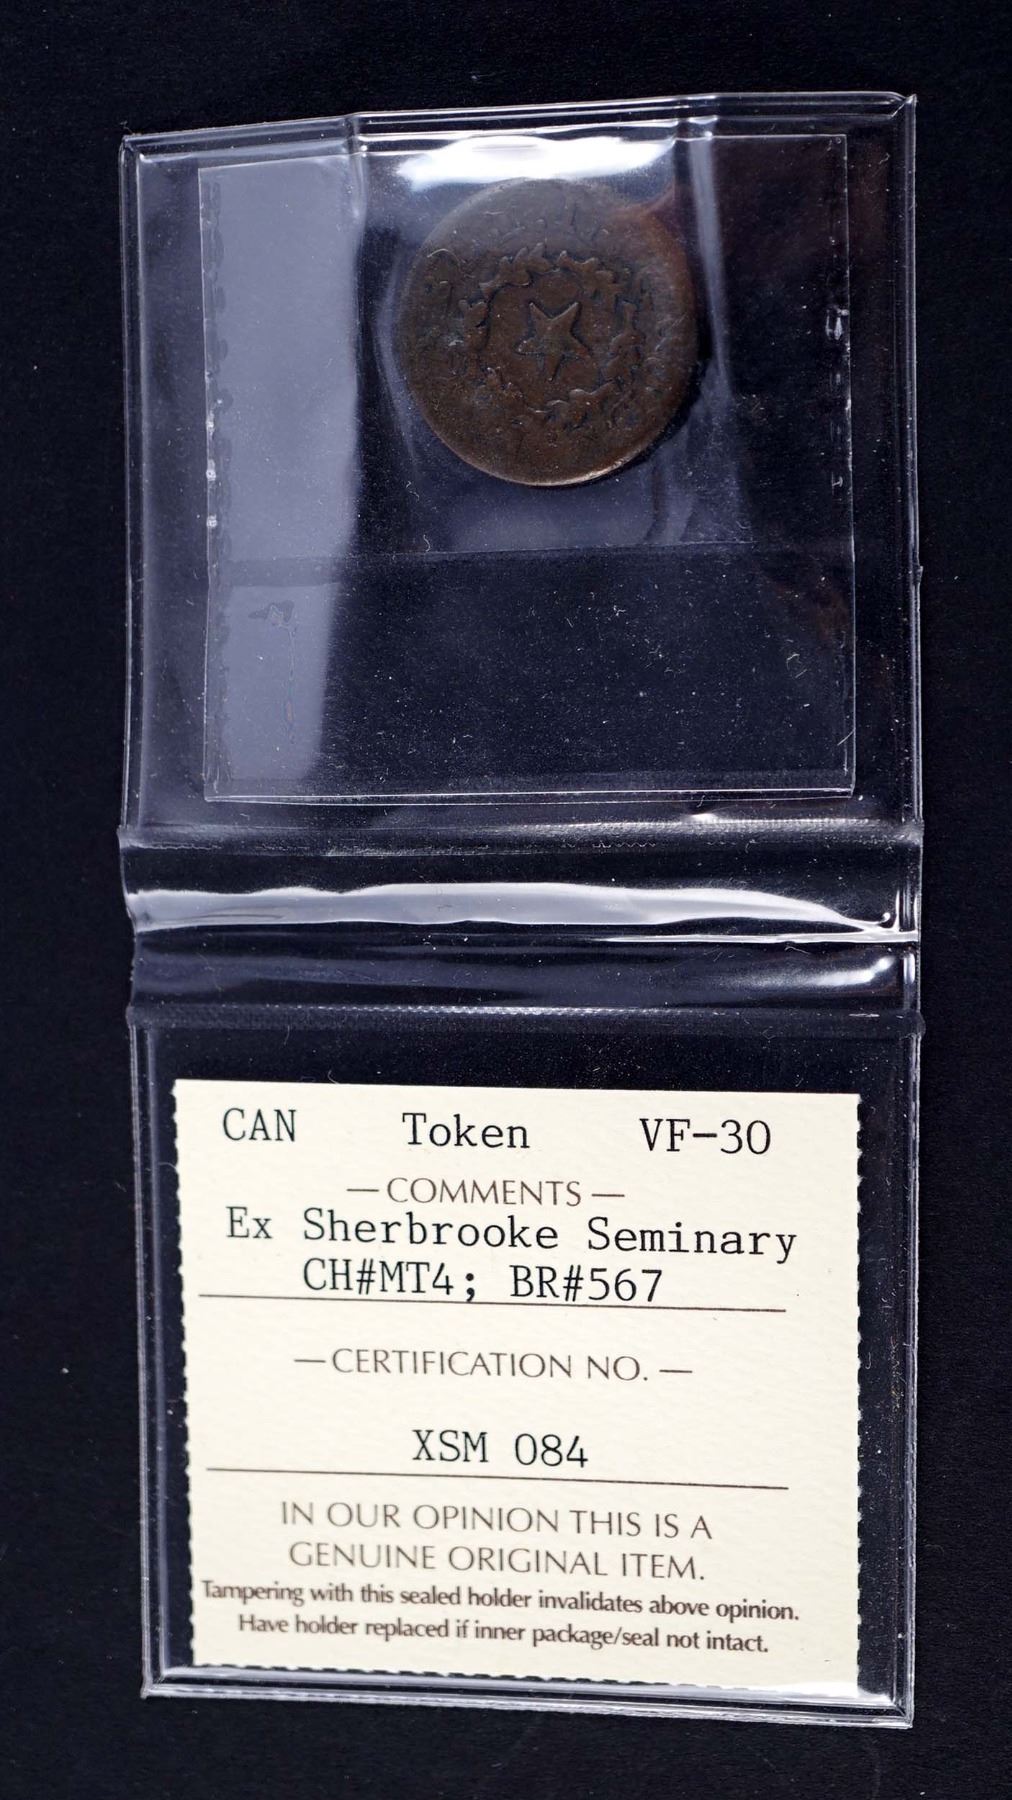 CAN Token VF-30
— COMMENTS —
Ex Sherbrooke Seminary
CH#MT4; BR#567
— CERTIFICATION NO. —
XSM 084
IN OUR OPINION THIS IS A
GENUINE ORIGINAL ITEM.
Tampering with this sealed holder invalidates above opinion.
Have holder replaced if inner package/seal not intact.